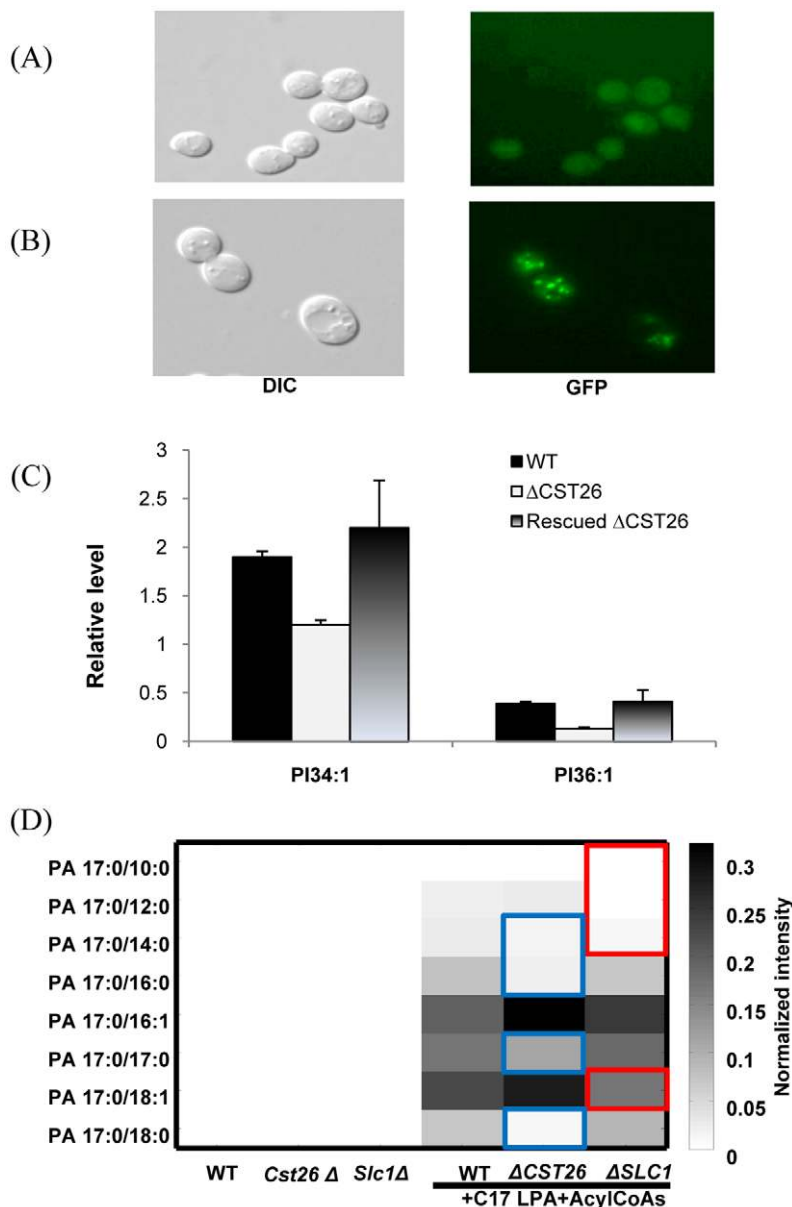 (A)
(B)
DIC GFP
(C)
3
2.5
2
1.5
1
0.5
0
Relative level
WT
ΔCST26
Rescued ΔCST26
PI34:1 PI36:1
(D)
PA 17:0/10:0
PA 17:0/12:0
PA 17:0/14:0
PA 17:0/16:0
PA 17:0/16:1
PA 17:0/17:0
PA 17:0/18:1
PA 17:0/18:0
0.3
0.25
0.2
0.15
0.1
0.05
0
Normalized intensity
WT Cst26 Δ Slc1Δ WT ΔCST26 ΔSLC1
+C17 LPA+AcylCoAs